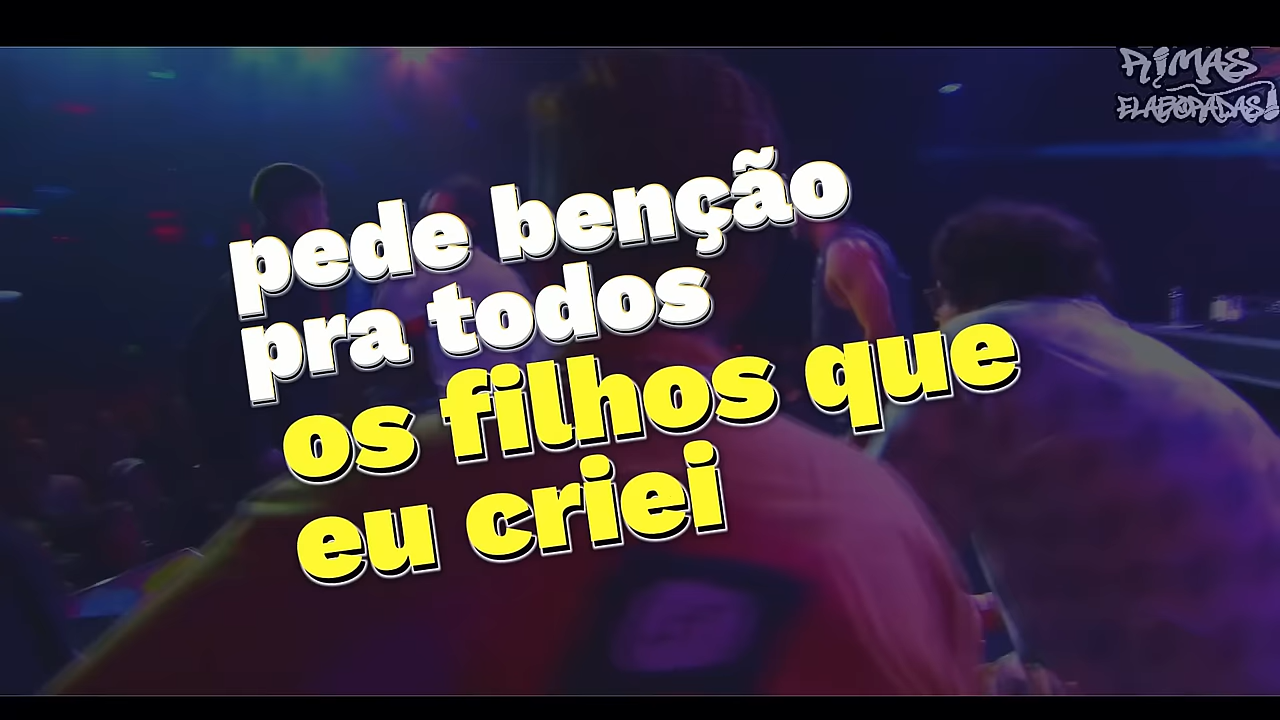 RIMAS
ELABORADAS!
pede benção
pra todos
os filhos que
eu criei